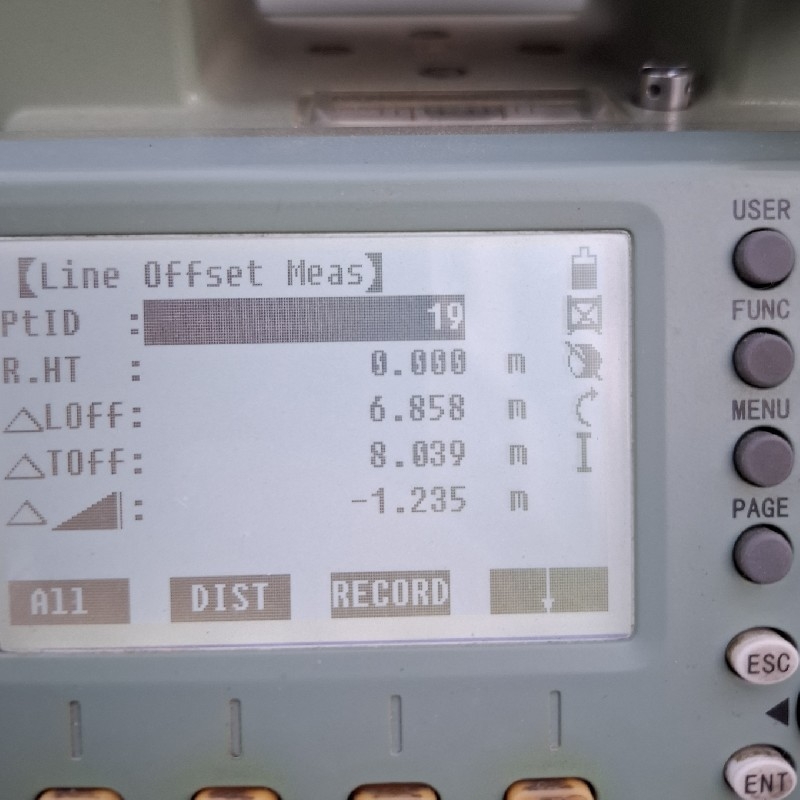 USER
【Line Offset Meas】
PtID : 19
FUNC
R.HT : 0.000 m
△LOff: 6.858 m
MENU
△TOff: 8.039 m
△◢: -1.235 m
PAGE
All DIST RECORD ↓
ESC
◀
ENT